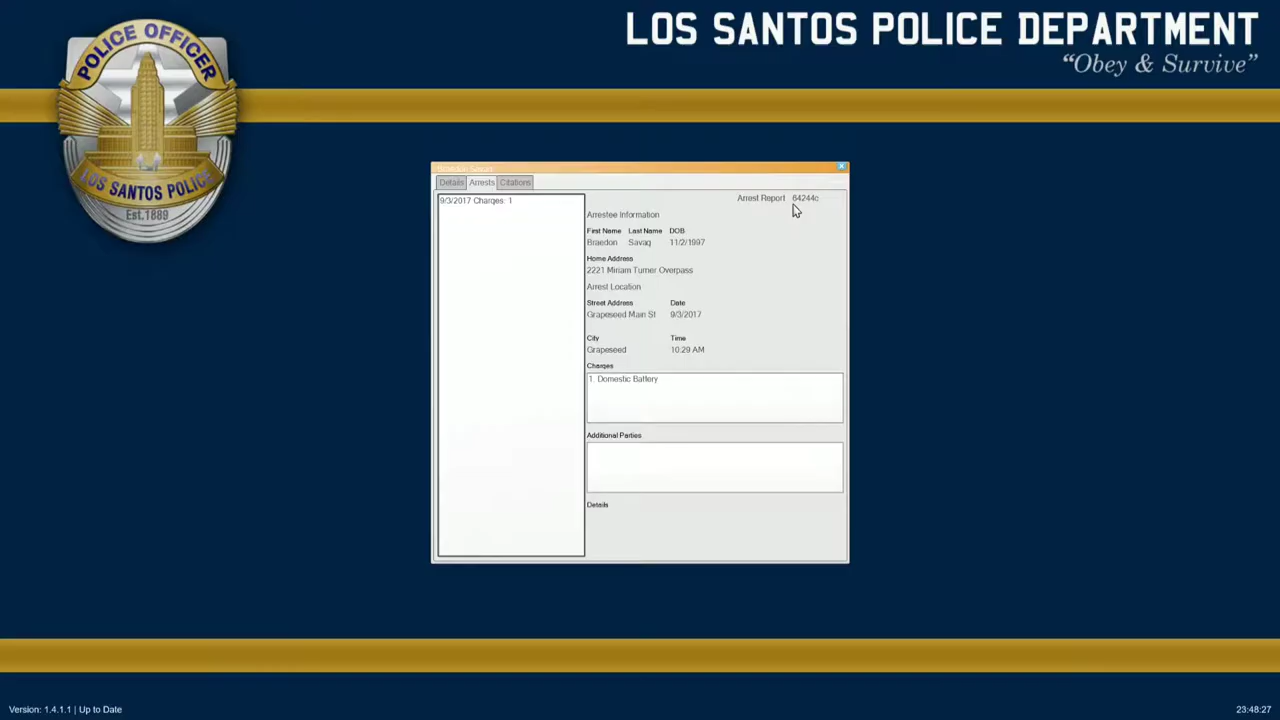 LOS SANTOS POLICE DEPARTMENT
“Obey & Survive”
POLICE OFFICER
LOS SANTOS POLICE
Est.1889
Details Arrests Citations
9/3/2017 Charges: 1
Arrest Report 64244c
Arrestee Information
First Name Last Name DOB
Braedon Savaq 11/2/1997
Home Address
2221 Miriam Turner Overpass
Arrest Location
Street Address Date
Grapeseed Main St 9/3/2017
City Time
Grapeseed 10:29 AM
Charges
1. Domestic Battery
Additional Parties
Details
Version: 1.4.1.1 | Up to Date
23:48:27